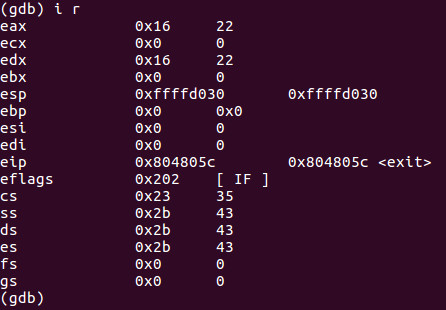 (gdb) i r
eax            0x16     22
ecx            0x0      0
edx            0x16     22
ebx            0x0      0
esp            0xffffd030       0xffffd030
ebp            0x0      0x0
esi            0x0      0
edi            0x0      0
eip            0x804805c        0x804805c <exit>
eflags         0x202    [ IF ]
cs             0x23     35
ss             0x2b     43
ds             0x2b     43
es             0x2b     43
fs             0x0      0
gs             0x0      0
(gdb)